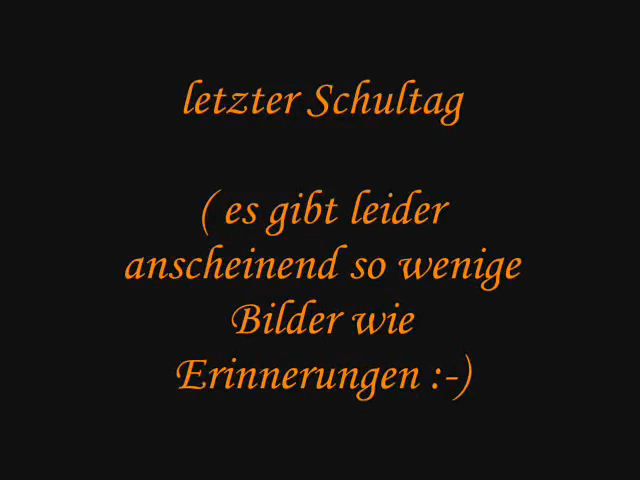 letzter Schultag
( es gibt leider
anscheinend so wenige
Bilder wie
Erinnerungen :-)